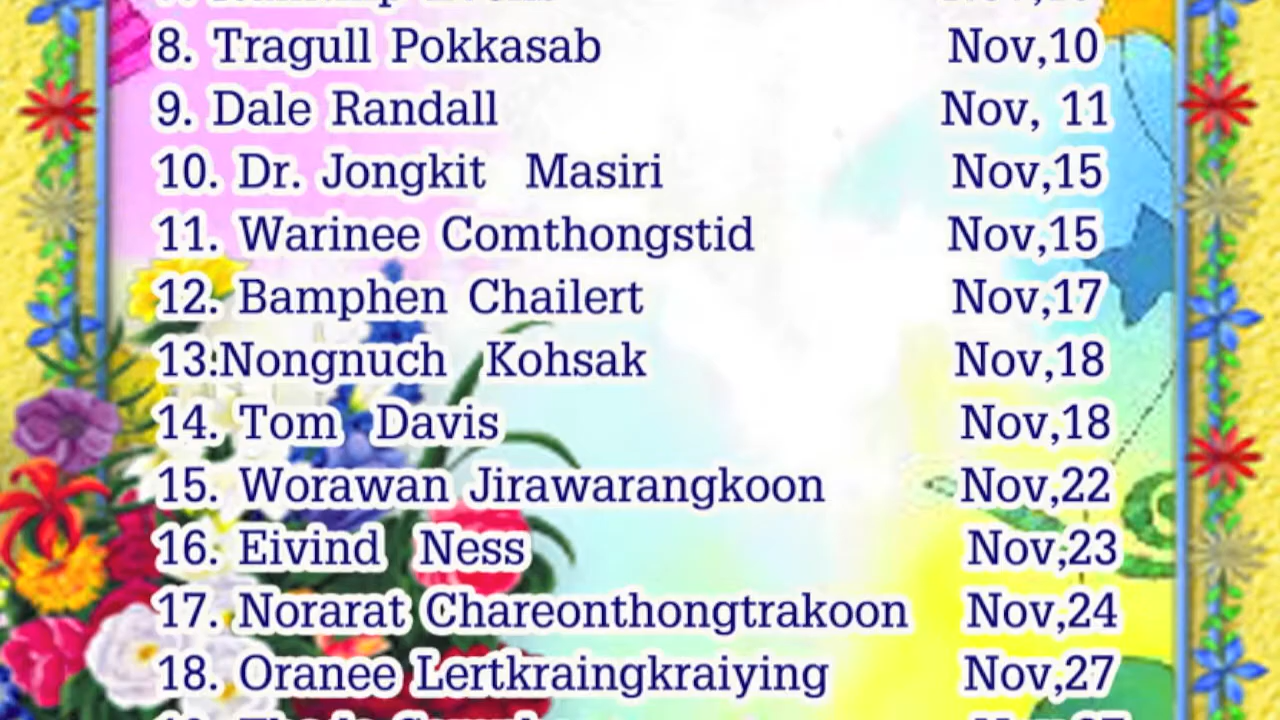 8. Tragull Pokkasab Nov,10
9. Dale Randall Nov, 11
10. Dr. Jongkit Masiri Nov,15
11. Warinee Comthongstid Nov,15
12. Bamphen Chailert Nov,17
13.Nongnuch Kohsak Nov,18
14. Tom Davis Nov,18
15. Worawan Jirawarangkoon Nov,22
16. Eivind Ness Nov,23
17. Norarat Chareonthongtrakoon Nov,24
18. Oranee Lertkraingkraiying Nov,27